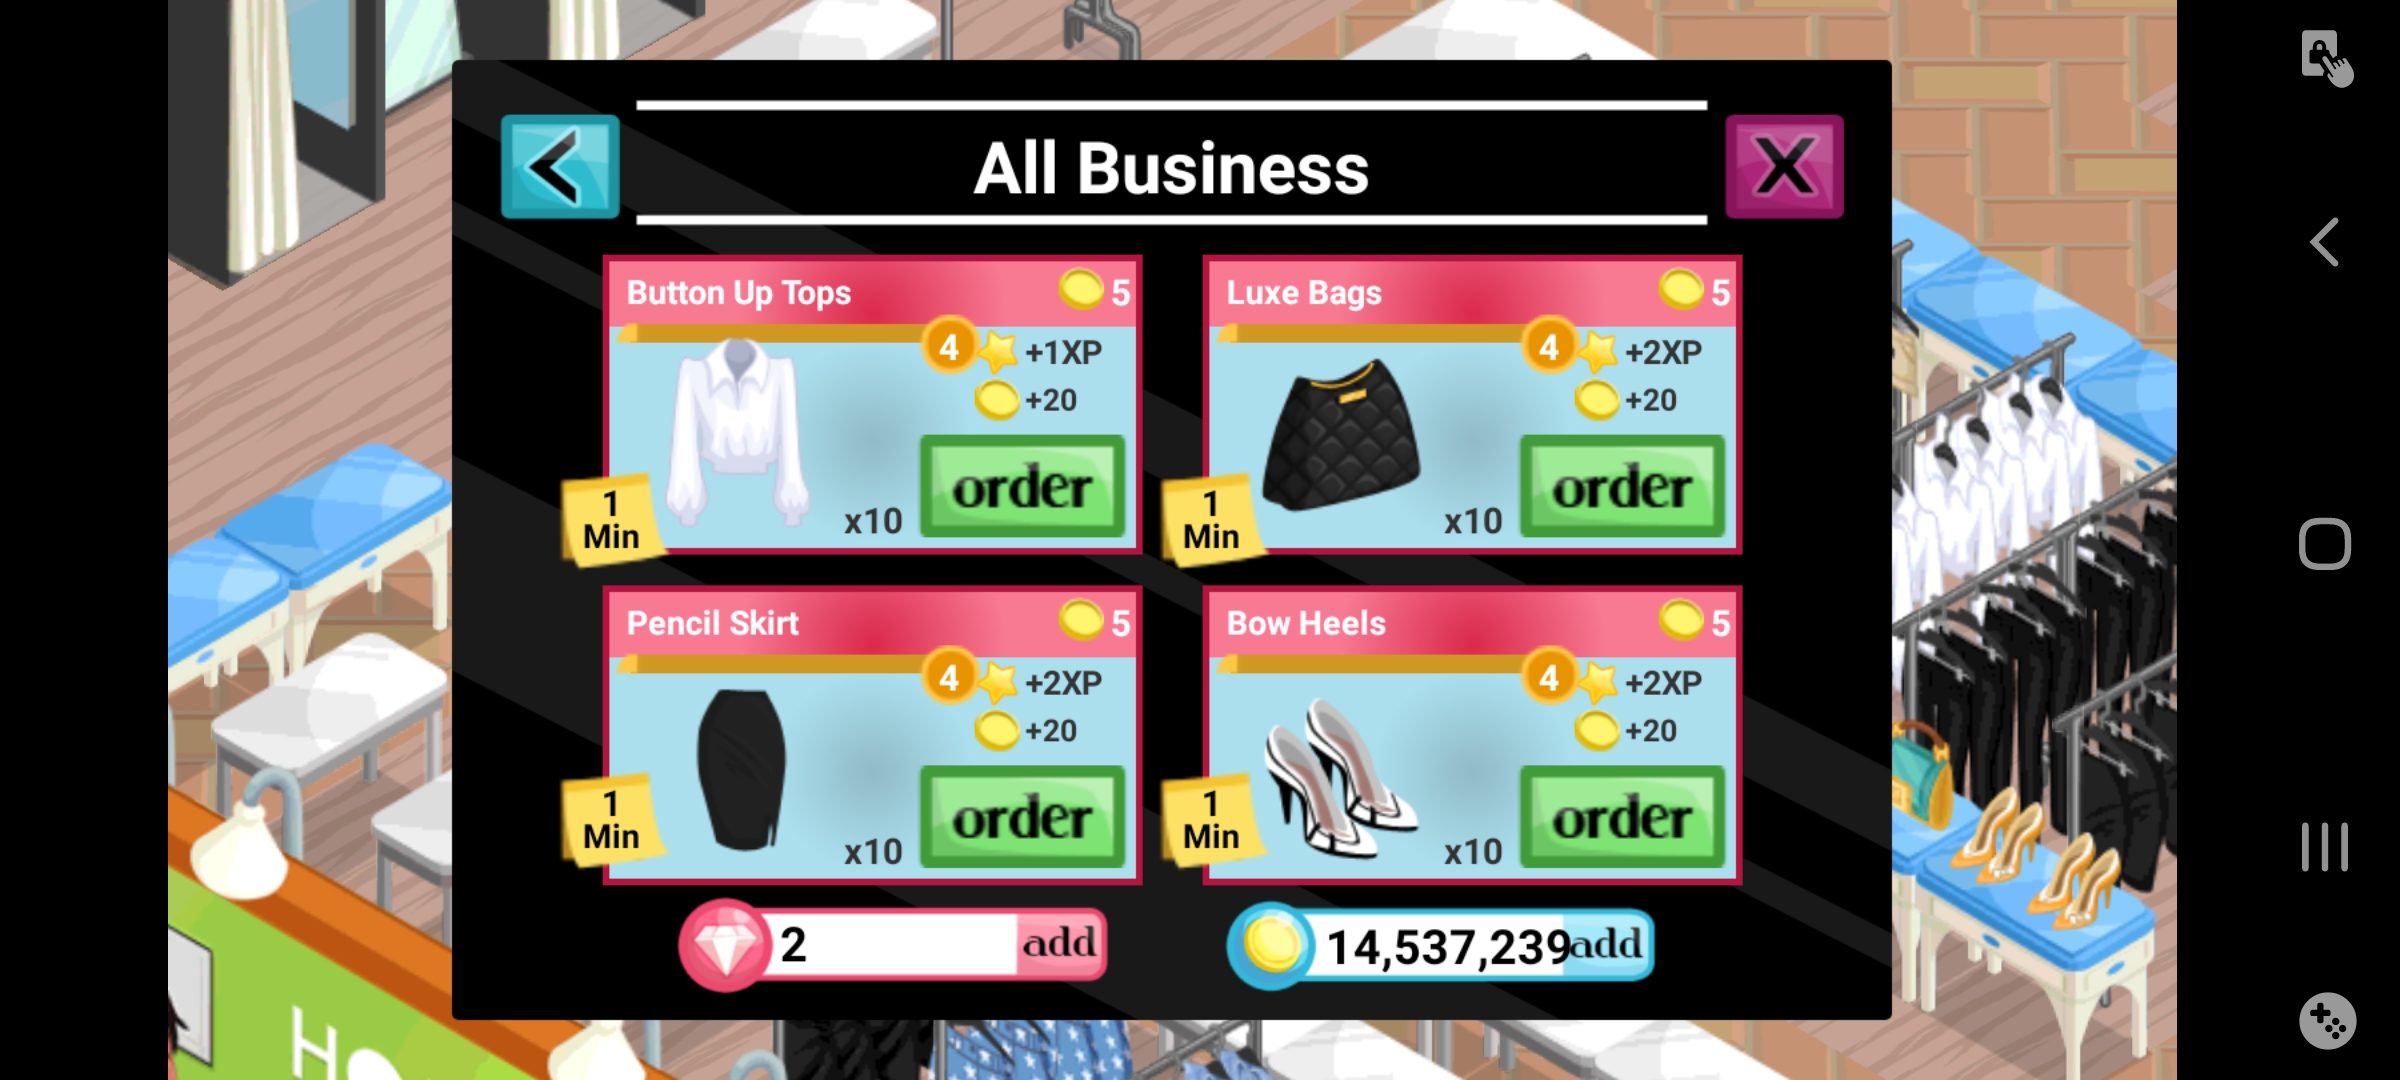 All Business
Button Up Tops 5
4 +1XP
+20
1
Min
x10
order
Luxe Bags 5
4 +2XP
+20
1
Min
x10
order
Pencil Skirt 5
4 +2XP
+20
1
Min
x10
order
Bow Heels 5
4 +2XP
+20
1
Min
x10
order
2 add
14,537,239 add